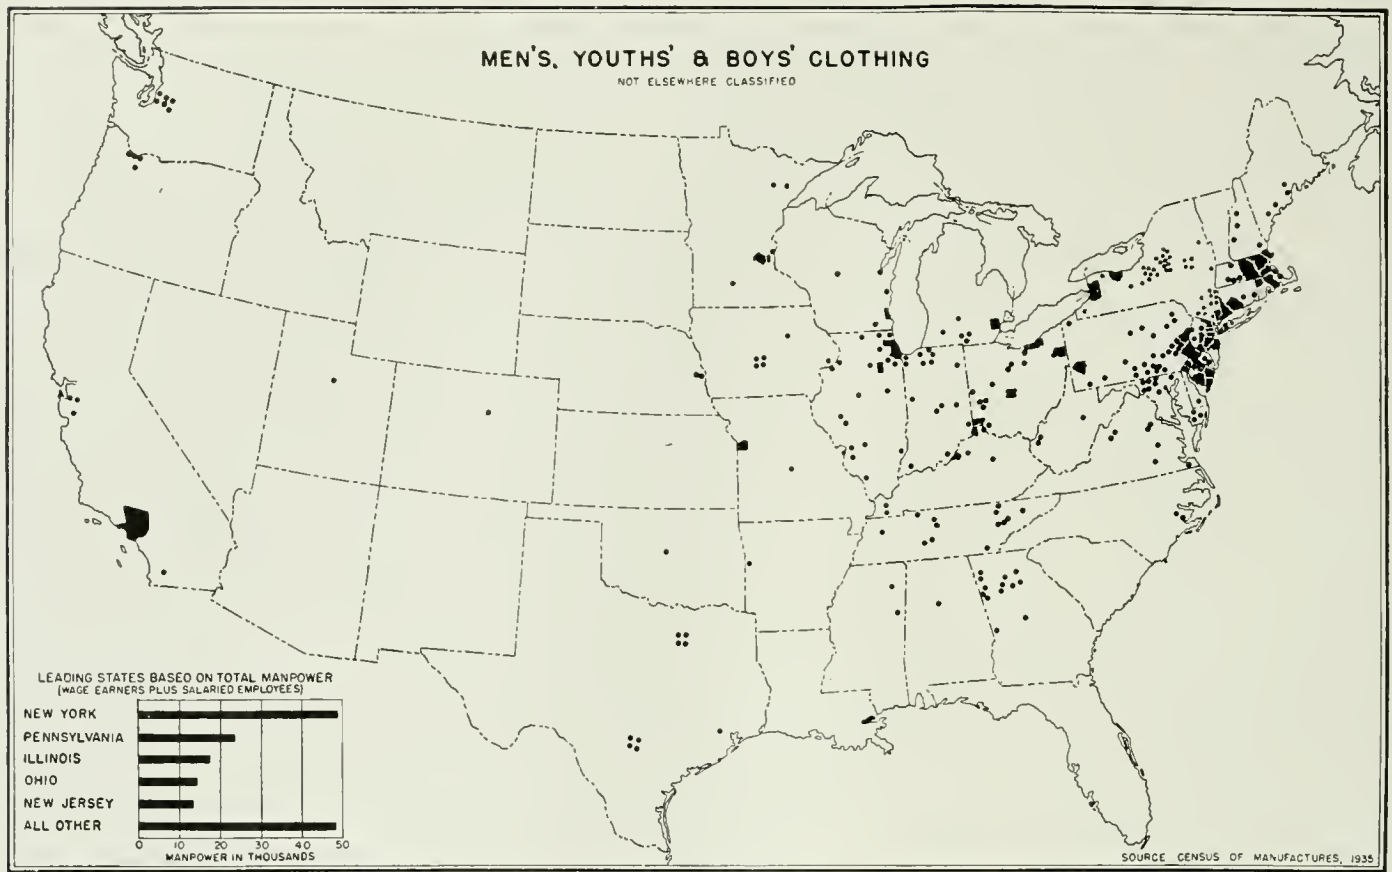 MEN'S, YOUTHS' & BOYS' CLOTHING
NOT ELSEWHERE CLASSIFIED
LEADING STATES BASED ON TOTAL MANPOWER
(WAGE EARNERS PLUS SALARIED EMPLOYEES)
NEW YORK
PENNSYLVANIA
ILLINOIS
OHIO
NEW JERSEY
ALL OTHER
0 10 20 30 40 50
MANPOWER IN THOUSANDS
SOURCE CENSUS OF MANUFACTURES, 1935